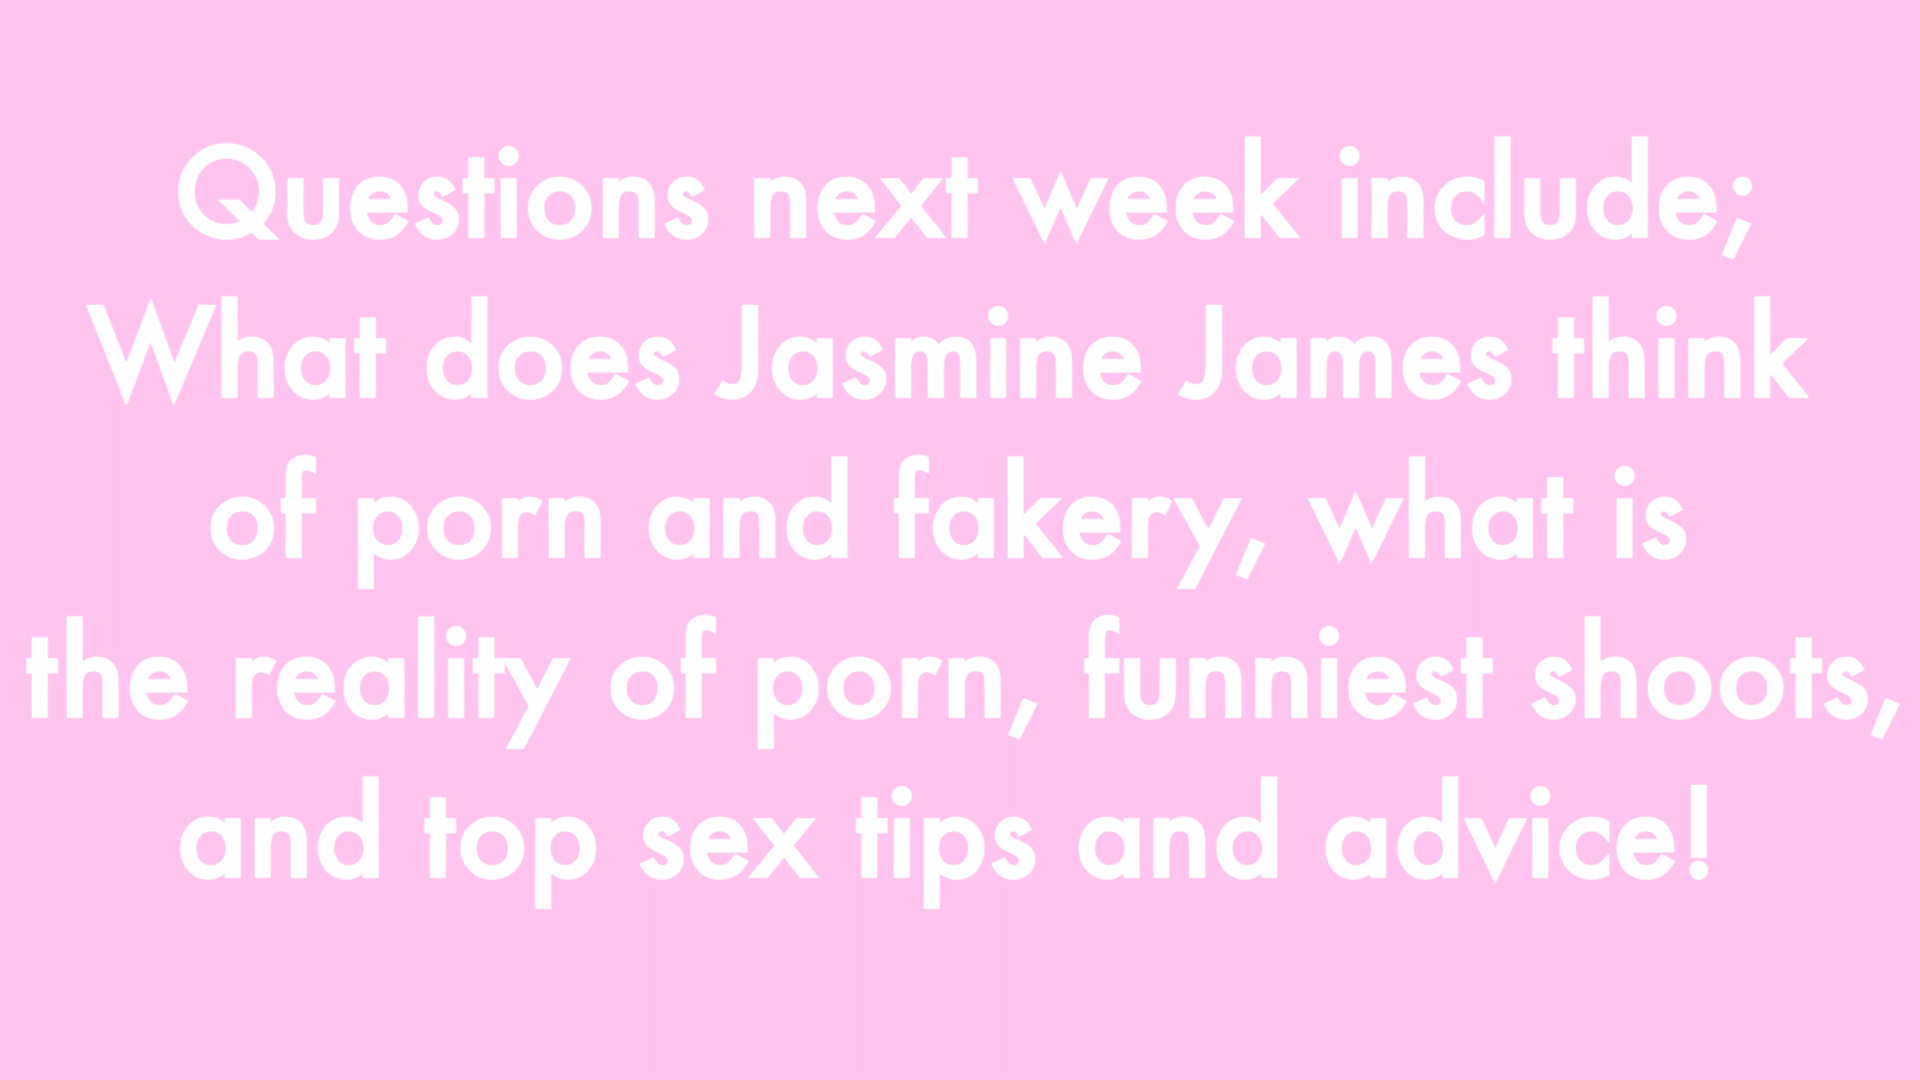 Questions next week include;
What does Jasmine James think
of porn and fakery, what is
the reality of porn, funniest shoots,
and top sex tips and advice!